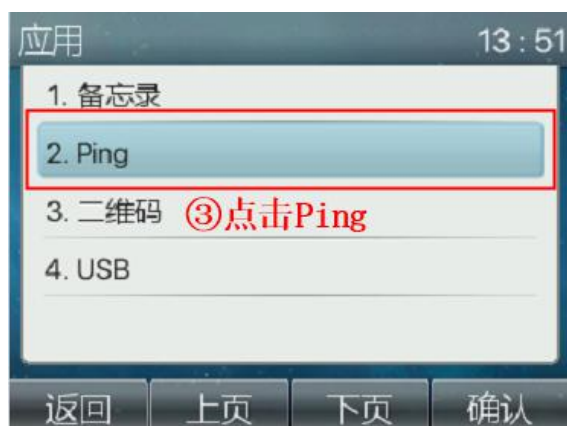 应用 13 : 51
1. 备忘录
2. Ping
3. 二维码 ③点击Ping
4. USB
返回 上页 下页 确认